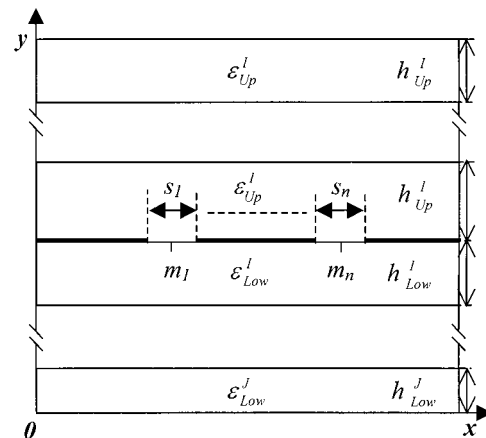 y
ε_Up^I h_Up^I
s_1 ε_Up^I s_n h_Up^I
m_1 ε_Low^I m_n h_Low^I
ε_Low^J h_Low^J
0 x